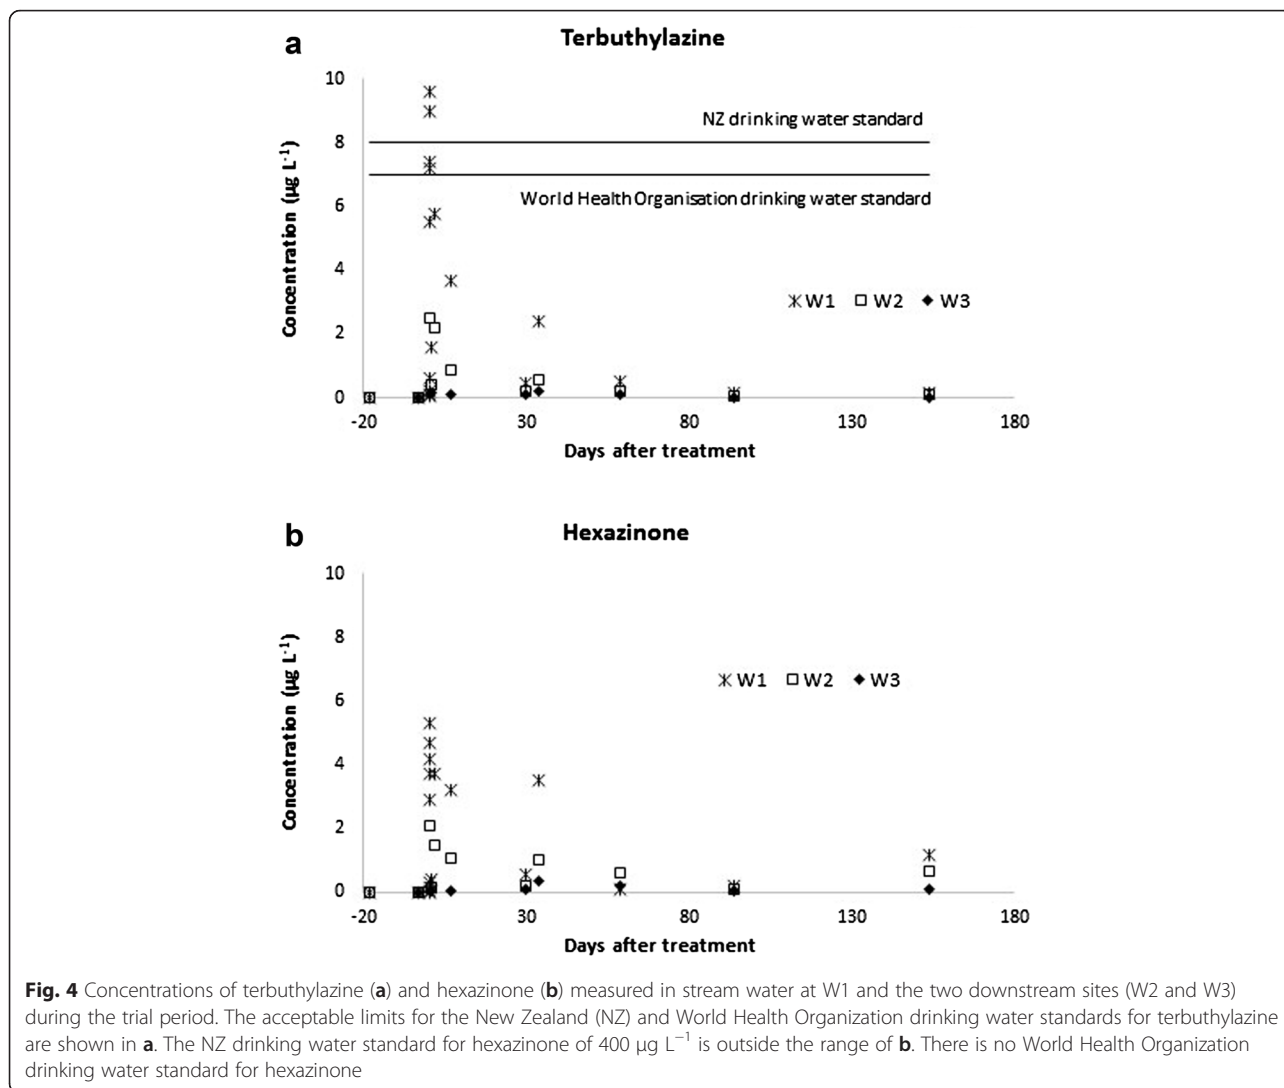 a
Terbuthylazine
10
8
6
4
2
0
Concentration (µg L⁻¹)
NZ drinking water standard
World Health Organisation drinking water standard
W1 W2 W3
-20 30 80 130 180
Days after treatment
b
Hexazinone
10
8
6
4
2
0
Concentration (µg L⁻¹)
W1 W2 W3
-20 30 80 130 180
Days after treatment
Fig. 4 Concentrations of terbuthylazine (a) and hexazinone (b) measured in stream water at W1 and the two downstream sites (W2 and W3)
during the trial period. The acceptable limits for the New Zealand (NZ) and World Health Organization drinking water standards for terbuthylazine
are shown in a. The NZ drinking water standard for hexazinone of 400 µg L⁻¹ is outside the range of b. There is no World Health Organization
drinking water standard for hexazinone